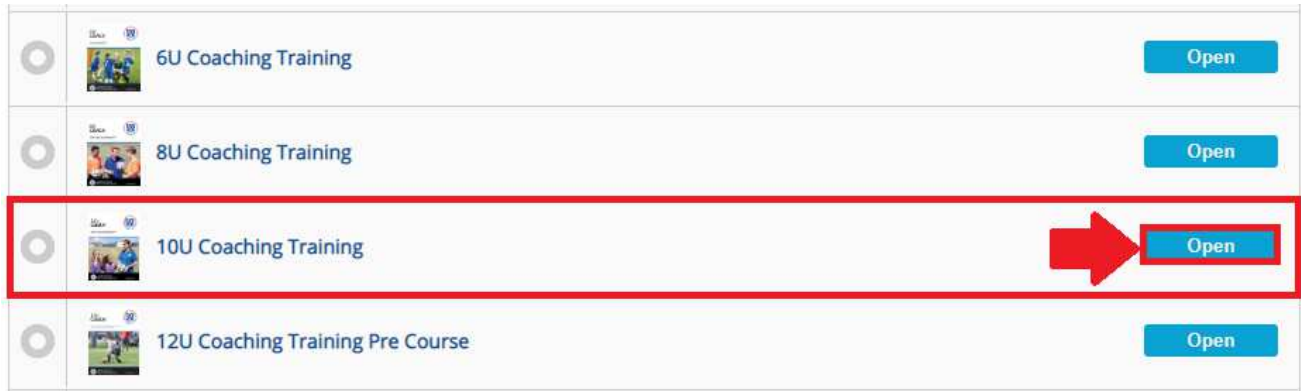 6U Coaching Training
Open
8U Coaching Training
Open
10U Coaching Training
Open
12U Coaching Training Pre Course
Open